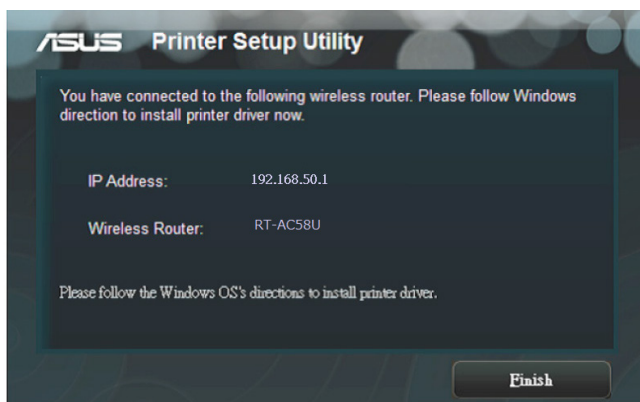 ASUS Printer Setup Utility
You have connected to the following wireless router. Please follow Windows
direction to install printer driver now.
IP Address: 192.168.50.1
Wireless Router: RT-AC58U
Please follow the Windows OS's directions to install printer driver.
Finish